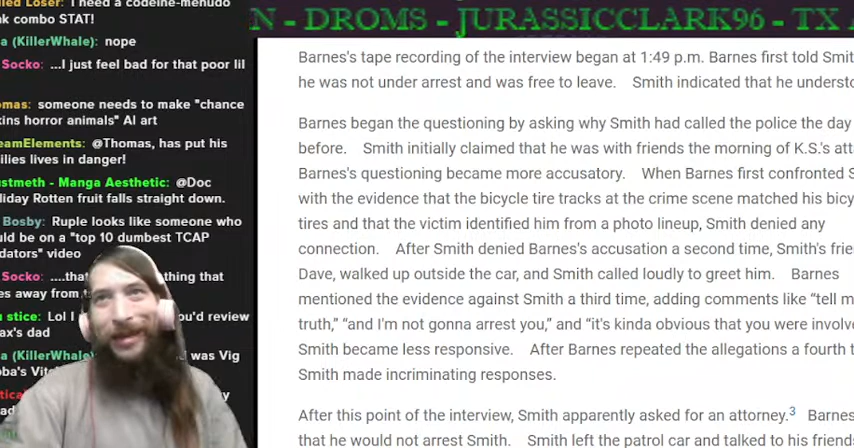 N - DROMS - JURASSICCLARK96 - TX
Loser: I need a codeine-menudo
combo STAT!
(KillerWhale): nope
Socko: ...I just feel bad for that poor lil
someone needs to make "chance
horror animals" AI art
@Thomas, has put his
lives in danger!
- Manga Aesthetic: @Doc
Rotten fruit falls straight down.
Bosby: Ruple looks like someone who
be on a "top 10 dumbest TCAP
video
Socko: thing that
away from
stice: Lol I you'd review
dad
(KillerWhale) was Vig
Barnes's tape recording of the interview began at 1:49 p.m. Barnes first told
he was not under arrest and was free to leave. Smith indicated that he
Barnes began the questioning by asking why Smith had called the police the day
before. Smith initially claimed that he was with friends the morning of K.S.'s
Barnes's questioning became more accusatory. When Barnes first confronted
with the evidence that the bicycle tire tracks at the crime scene matched his
tires and that the victim identified him from a photo lineup, Smith denied any
connection. After Smith denied Barnes's accusation a second time, Smith's
Dave, walked up outside the car, and Smith called loudly to greet him. Barnes
mentioned the evidence against Smith a third time, adding comments like “tell
truth,” “and I'm not gonna arrest you,” and “it's kinda obvious that you were
Smith became less responsive. After Barnes repeated the allegations a fourth
Smith made incriminating responses.
After this point of the interview, Smith apparently asked for an attorney.3 Barnes
that he would not arrest Smith. Smith left the patrol car and talked to his